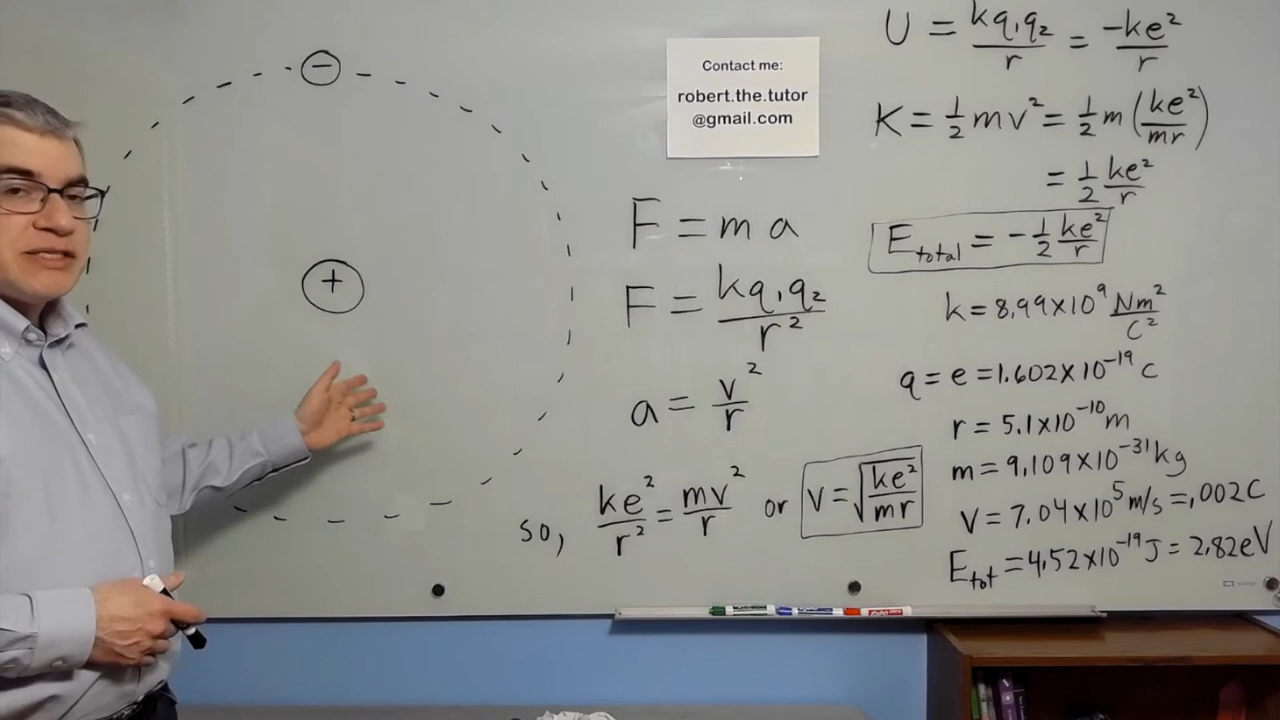 −
+
Contact me:
robert.the.tutor
@gmail.com
F = ma
F = kq₁q₂/r²
a = v²/r
so, ke²/r² = mv²/r or v = √(ke²/mr)
U = kq₁q₂/r = -ke²/r
K = ½mv² = ½m(ke²/mr)
= ½ ke²/r
E_total = -½ ke²/r
k = 8.99×10⁹ Nm²/C²
q = e = 1.602×10⁻¹⁹ C
r = 5.1×10⁻¹⁰ m
m = 9.109×10⁻³¹ kg
v = 7.04×10⁵ m/s = .002C
E_tot = 4.52×10⁻¹⁹ J = 2.82eV